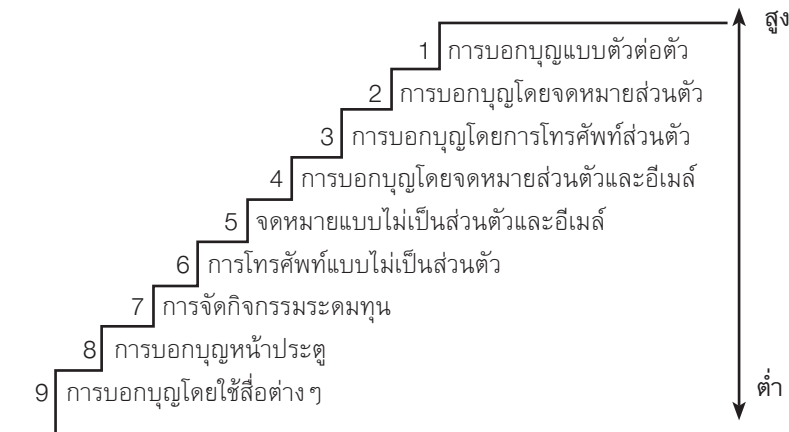 สูง
1 การบอกบุญแบบตัวต่อตัว
2 การบอกบุญโดยจดหมายส่วนตัว
3 การบอกบุญโดยการโทรศัพท์ส่วนตัว
4 การบอกบุญโดยจดหมายส่วนตัวและอีเมล์
5 จดหมายแบบไม่เป็นส่วนตัวและอีเมล์
6 การโทรศัพท์แบบไม่เป็นส่วนตัว
7 การจัดกิจกรรมระดมทุน
8 การบอกบุญหน้าประตู
9 การบอกบุญโดยใช้สื่อต่าง ๆ
ต่ำ